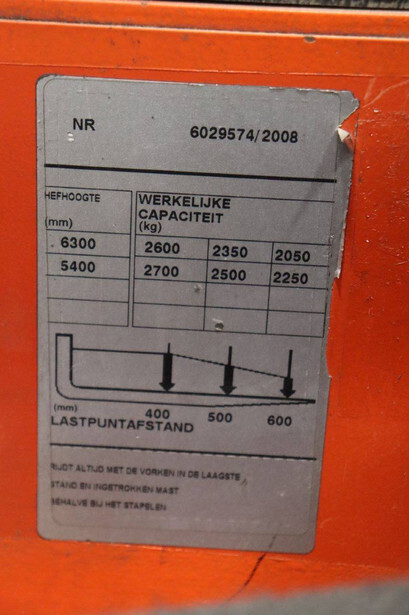 NR 6029574/2008
HEFHOOGTE WERKELIJKE
CAPACITEIT
(mm) (kg)
6300 2600 2350 2050
5400 2700 2500 2250
(mm) 400 500 600
LASTPUNTAFSTAND
RIJDT ALTIJD MET DE VORKEN IN DE LAAGSTE
STAND EN INGETROKKEN MAST
BEHALVE BIJ HET STAPELEN